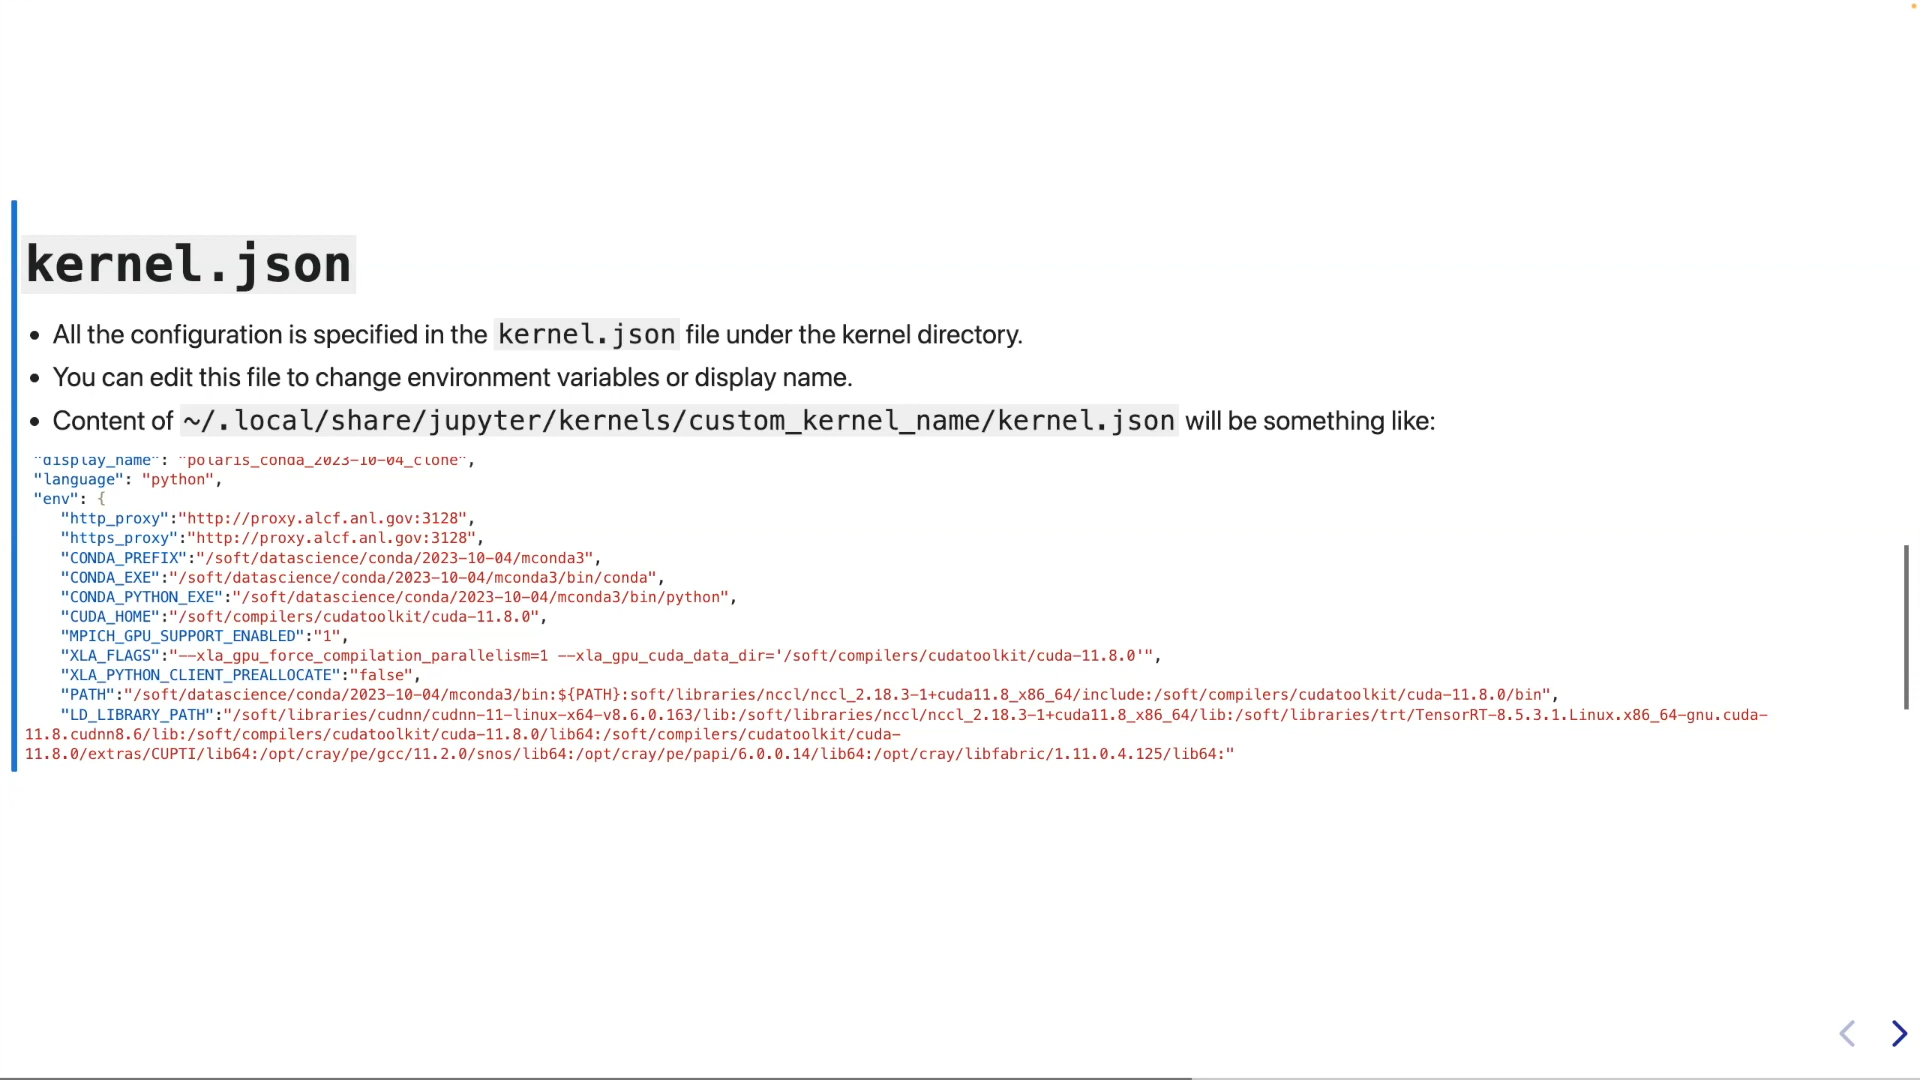 kernel.json
• All the configuration is specified in the kernel.json file under the kernel directory.
• You can edit this file to change environment variables or display name.
• Content of ~/.local/share/jupyter/kernels/custom_kernel_name/kernel.json will be something like:
"display_name": "polaris_conda_2023-10-04_clone",
"language": "python",
"env": {
"http_proxy":"http://proxy.alcf.anl.gov:3128",
"https_proxy":"http://proxy.alcf.anl.gov:3128",
"CONDA_PREFIX":"/soft/datascience/conda/2023-10-04/mconda3",
"CONDA_EXE":"/soft/datascience/conda/2023-10-04/mconda3/bin/conda",
"CONDA_PYTHON_EXE":"/soft/datascience/conda/2023-10-04/mconda3/bin/python",
"CUDA_HOME":"/soft/compilers/cudatoolkit/cuda-11.8.0",
"MPICH_GPU_SUPPORT_ENABLED":"1",
"XLA_FLAGS":"--xla_gpu_force_compilation_parallelism=1 --xla_gpu_cuda_data_dir='/soft/compilers/cudatoolkit/cuda-11.8.0'",
"XLA_PYTHON_CLIENT_PREALLOCATE":"false",
"PATH":"/soft/datascience/conda/2023-10-04/mconda3/bin:${PATH}:soft/libraries/nccl/nccl_2.18.3-1+cuda11.8_x86_64/include:/soft/compilers/cudatoolkit/cuda-11.8.0/bin",
"LD_LIBRARY_PATH":"/soft/libraries/cudnn/cudnn-11-linux-x64-v8.6.0.163/lib:/soft/libraries/nccl/nccl_2.18.3-1+cuda11.8_x86_64/lib:/soft/libraries/trt/TensorRT-8.5.3.1.Linux.x86_64-gnu.cuda-
11.8.cudnn8.6/lib:/soft/compilers/cudatoolkit/cuda-11.8.0/lib64:/soft/compilers/cudatoolkit/cuda-
11.8.0/extras/CUPTI/lib64:/opt/cray/pe/gcc/11.2.0/snos/lib64:/opt/cray/pe/papi/6.0.0.14/lib64:/opt/cray/libfabric/1.11.0.4.125/lib64:"